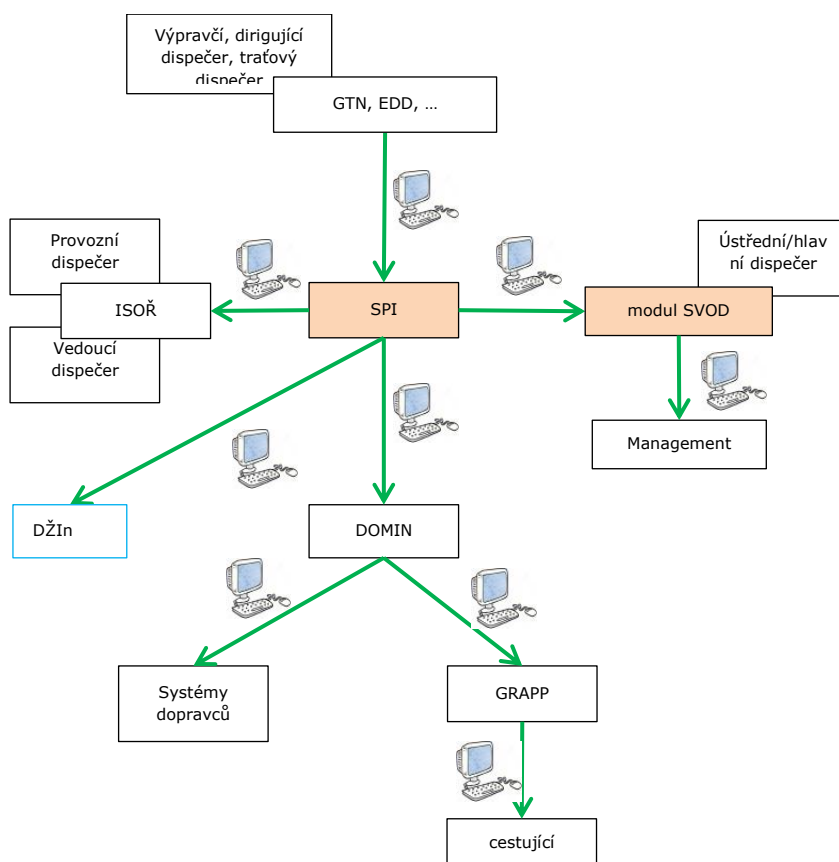 Výpravčí, dirigující
dispečer, traťový
dispečer
GTN, EDD, …
Provozní
dispečer
Ústřední/hlav
ní dispečer
ISOŘ
SPI
modul SVOD
Vedoucí
dispečer
Management
DŽIn
DOMIN
Systémy
dopravců
GRAPP
cestující